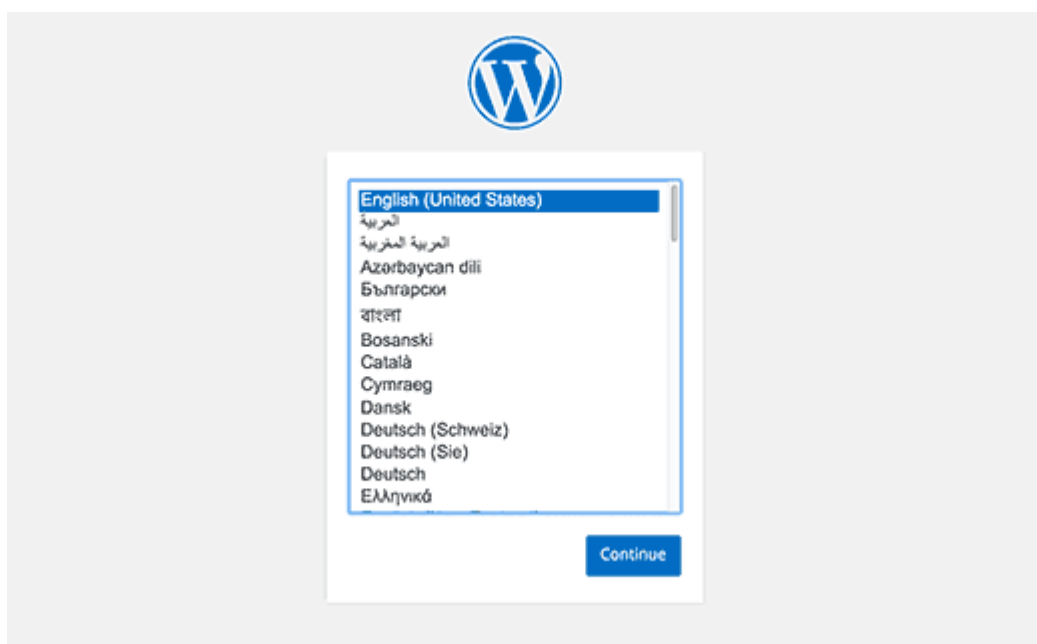 English (United States)
العربية
العربية المغربية
Azərbaycan dili
Български
বাংলা
Bosanski
Català
Cymraeg
Dansk
Deutsch (Schweiz)
Deutsch (Sie)
Deutsch
Ελληνικά
Continue